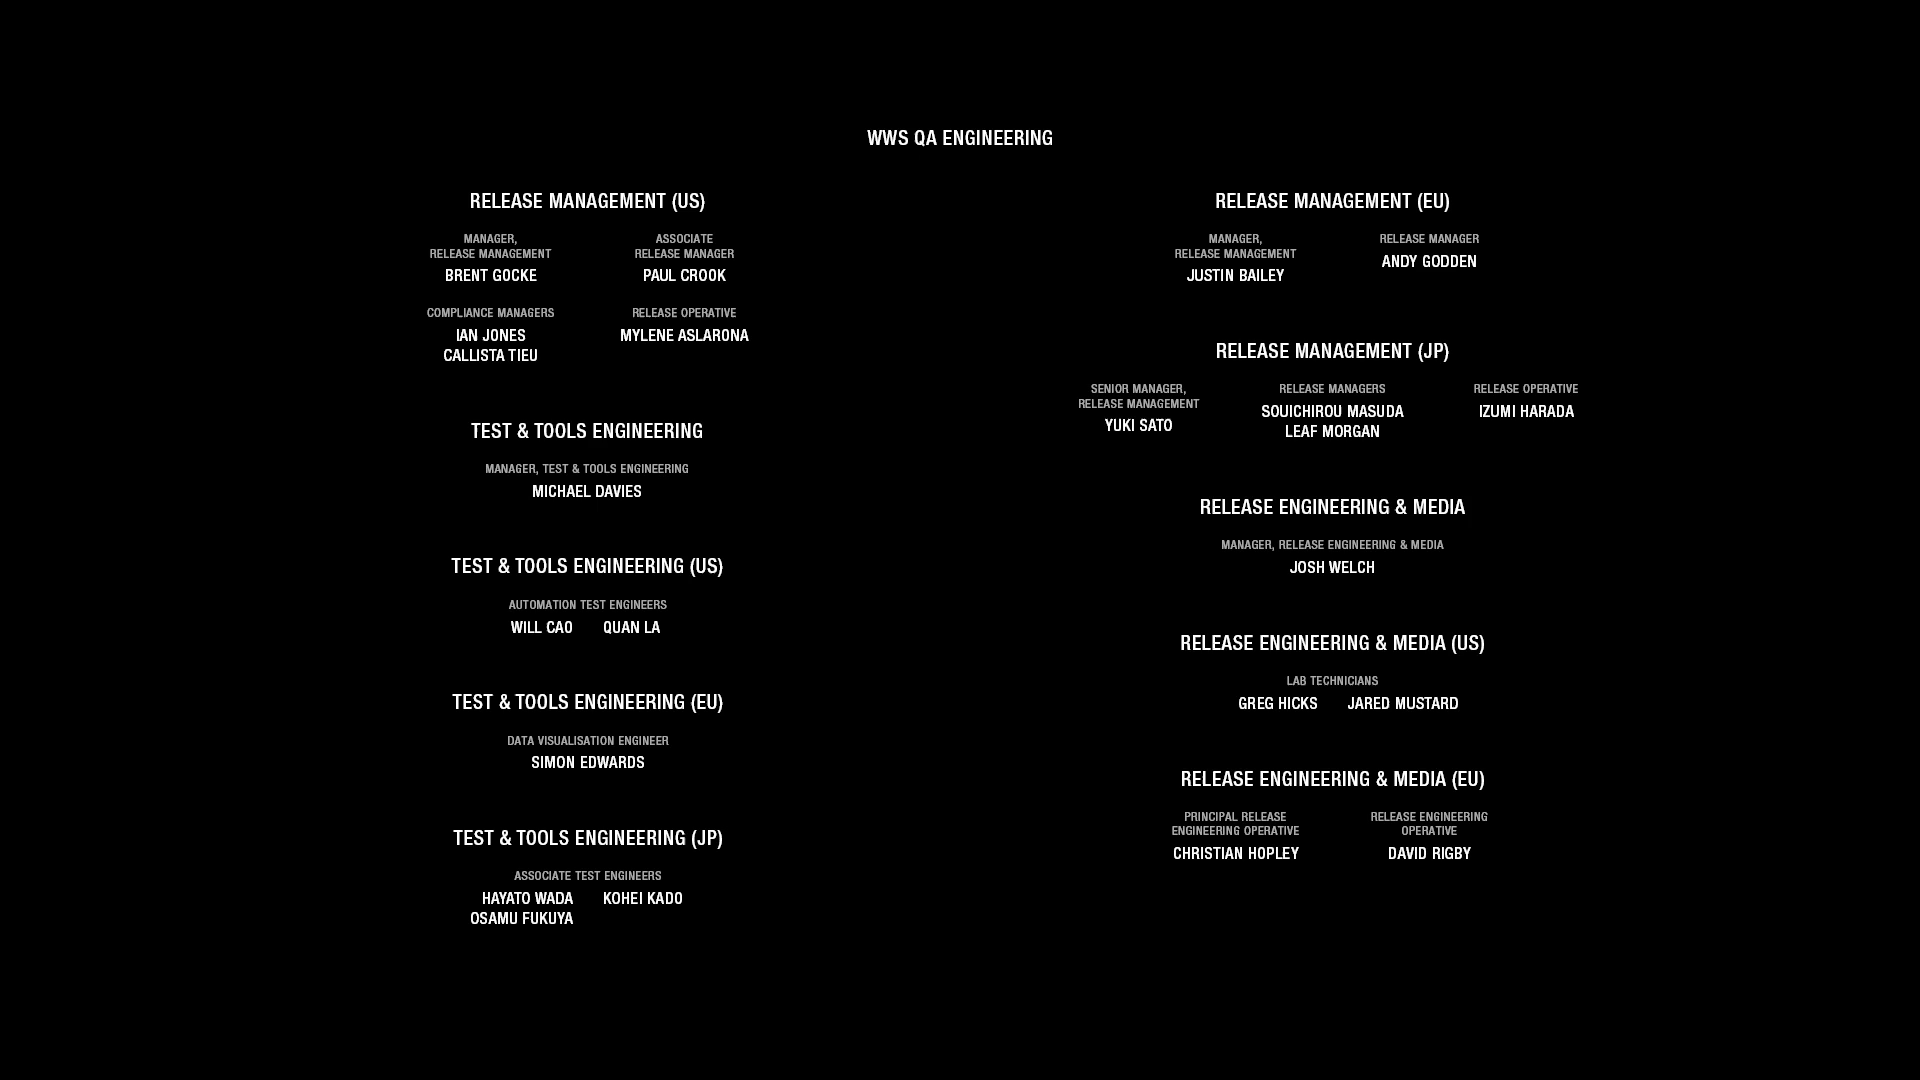 WWS QA ENGINEERING
RELEASE MANAGEMENT (US)
MANAGER,
RELEASE MANAGEMENT
BRENT GOCKE
ASSOCIATE
RELEASE MANAGER
PAUL CROOK
COMPLIANCE MANAGERS
IAN JONES
CALLISTA TIEU
RELEASE OPERATIVE
MYLENE ASLARONA
TEST & TOOLS ENGINEERING
MANAGER, TEST & TOOLS ENGINEERING
MICHAEL DAVIES
TEST & TOOLS ENGINEERING (US)
AUTOMATION TEST ENGINEERS
WILL CAO QUAN LA
TEST & TOOLS ENGINEERING (EU)
DATA VISUALISATION ENGINEER
SIMON EDWARDS
TEST & TOOLS ENGINEERING (JP)
ASSOCIATE TEST ENGINEERS
HAYATO WADA KOHEI KADO
OSAMU FUKUYA
RELEASE MANAGEMENT (EU)
MANAGER,
RELEASE MANAGEMENT
JUSTIN BAILEY
RELEASE MANAGER
ANDY GODDEN
RELEASE MANAGEMENT (JP)
SENIOR MANAGER,
RELEASE MANAGEMENT
YUKI SATO
RELEASE MANAGERS
SOUICHIROU MASUDA
LEAF MORGAN
RELEASE OPERATIVE
IZUMI HARADA
RELEASE ENGINEERING & MEDIA
MANAGER, RELEASE ENGINEERING & MEDIA
JOSH WELCH
RELEASE ENGINEERING & MEDIA (US)
LAB TECHNICIANS
GREG HICKS JARED MUSTARD
RELEASE ENGINEERING & MEDIA (EU)
PRINCIPAL RELEASE
ENGINEERING OPERATIVE
CHRISTIAN HOPLEY
RELEASE ENGINEERING
OPERATIVE
DAVID RIGBY